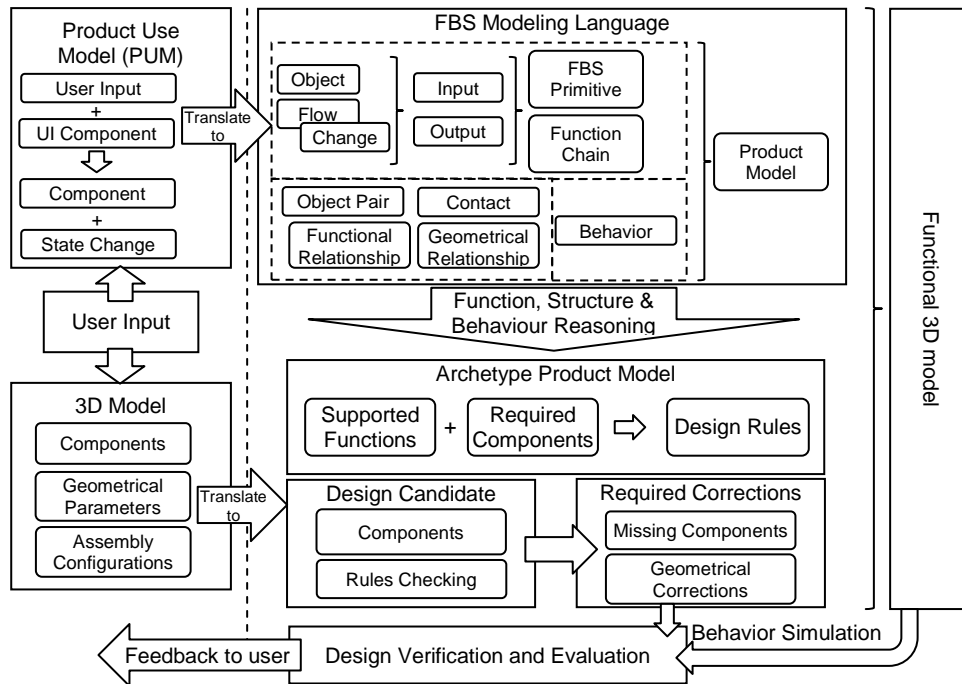 Product Use
Model (PUM)
User Input
+
UI Component
Component
+
State Change
Translate
to
FBS Modeling Language
Object
Flow
Change
Input
Output
FBS
Primitive
Function
Chain
Product
Model
Object Pair
Contact
Functional
Relationship
Geometrical
Relationship
Behavior
Functional 3D model
User Input
Function, Structure &
Behaviour Reasoning
Archetype Product Model
Supported
Functions
+
Required
Components
Design Rules
3D Model
Components
Geometrical
Parameters
Assembly
Configurations
Translate
to
Design Candidate
Components
Rules Checking
Required Corrections
Missing Components
Geometrical
Corrections
Behavior Simulation
Feedback to user
Design Verification and Evaluation